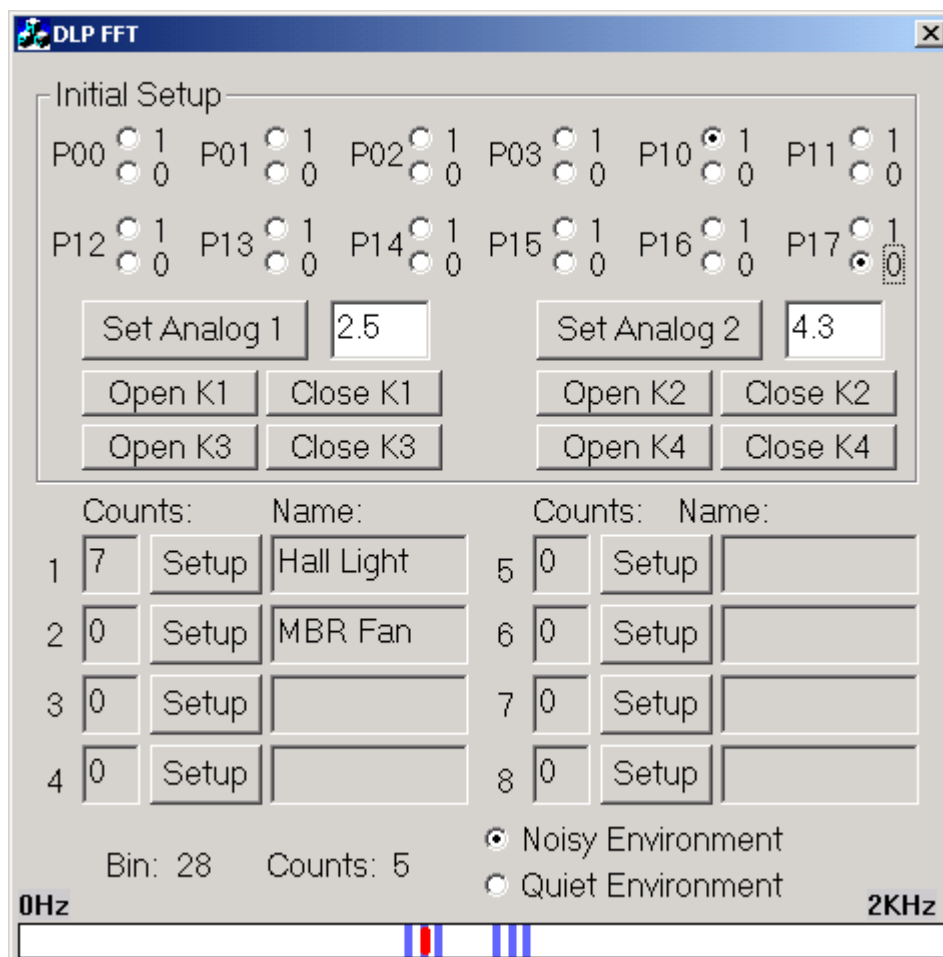 DLP FFT
Initial Setup
P00 1 0 P01 1 0 P02 1 0 P03 1 0 P10 1 0 P11 1 0
P12 1 0 P13 1 0 P14 1 0 P15 1 0 P16 1 0 P17 1 0
Set Analog 1 2.5 Set Analog 2 4.3
Open K1 Close K1 Open K2 Close K2
Open K3 Close K3 Open K4 Close K4
Counts: Name: Counts: Name:
1 7 Setup Hall Light 5 0 Setup
2 0 Setup MBR Fan 6 0 Setup
3 0 Setup 7 0 Setup
4 0 Setup 8 0 Setup
Noisy Environment
Bin: 28 Counts: 5
Quiet Environment
0Hz 2KHz